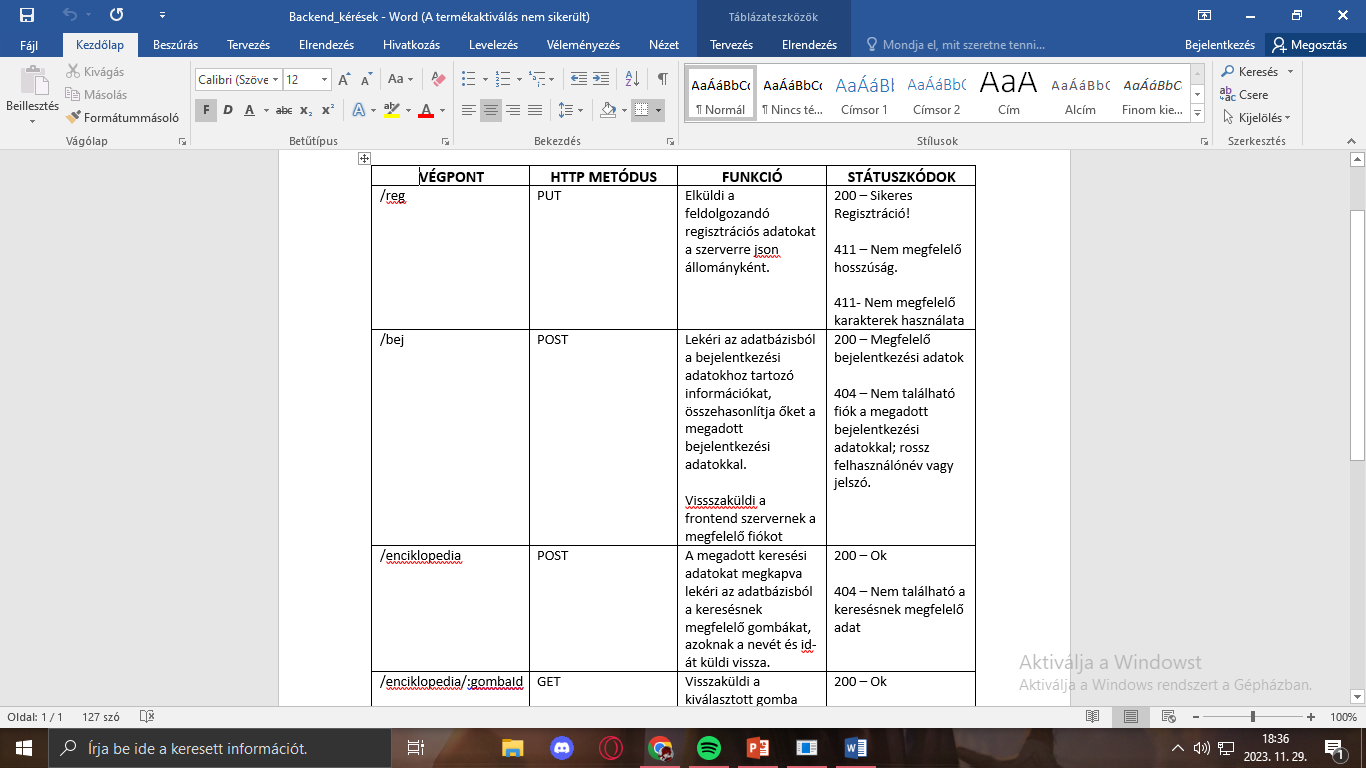 Backend_kérések - Word (A termékaktiválás nem sikerült)
Táblázateszközök
Fájl
Kezdőlap
Beszúrás
Tervezés
Elrendezés
Hivatkozás
Levelezés
Véleményezés
Nézet
Tervezés
Elrendezés
Mondja el, mit szeretne tenni...
Bejelentkezés
Megosztás
Beillesztés
Kivágás
Másolás
Formátummásoló
Vágólap
Calibri (Szöve
12
Aa
F D A abc x₂ x²
A
ab
A
Betűtípus
Bekezdés
AaÁáBbCc
¶ Normál
AaÁáBbCc
¶ Nincs té...
AaÁáBl
Címsor 1
AaÁáBbC
Címsor 2
AaÁ
Cím
AaÁáBbC
Alcím
AaÁáBbC
Finom kie...
Stílusok
Keresés
Csere
Kijelölés
Szerkesztés
VÉGPONT
HTTP METÓDUS
FUNKCIÓ
STÁTUSZKÓDOK
/reg
PUT
Elküldi a
feldolgozandó
regisztrációs adatokat
a szerverre json
állományként.
200 – Sikeres
Regisztráció!
411 – Nem megfelelő
hosszúság.
411- Nem megfelelő
karakterek használata
/bej
POST
Lekéri az adatbázisból
a bejelentkezési
adatokhoz tartozó
információkat,
összehasonlítja őket a
megadott
bejelentkezési
adatokkal.
Vissszaküldi a
frontend szervernek a
megfelelő fiókot
200 – Megfelelő
bejelentkezési adatok
404 – Nem található
fiók a megadott
bejelentkezési
adatokkal; rossz
felhasználónév vagy
jelszó.
/enciklopedia
POST
A megadott keresési
adatokat megkapva
lekéri az adatbázisból
a keresésnek
megfelelő gombákat,
azoknak a nevét és id-
át küldi vissza.
200 – Ok
404 – Nem található a
keresésnek megfelelő
adat
/enciklopedia/:gombaId
GET
Visszaküldi a
kiválasztott gomba
200 – Ok
Aktiválja a Windowst
Aktiválja a Windows rendszert a Gépházban.
Oldal: 1 / 1
127 szó
100%
Írja be ide a keresett információt.
18:36
2023. 11. 29.
1